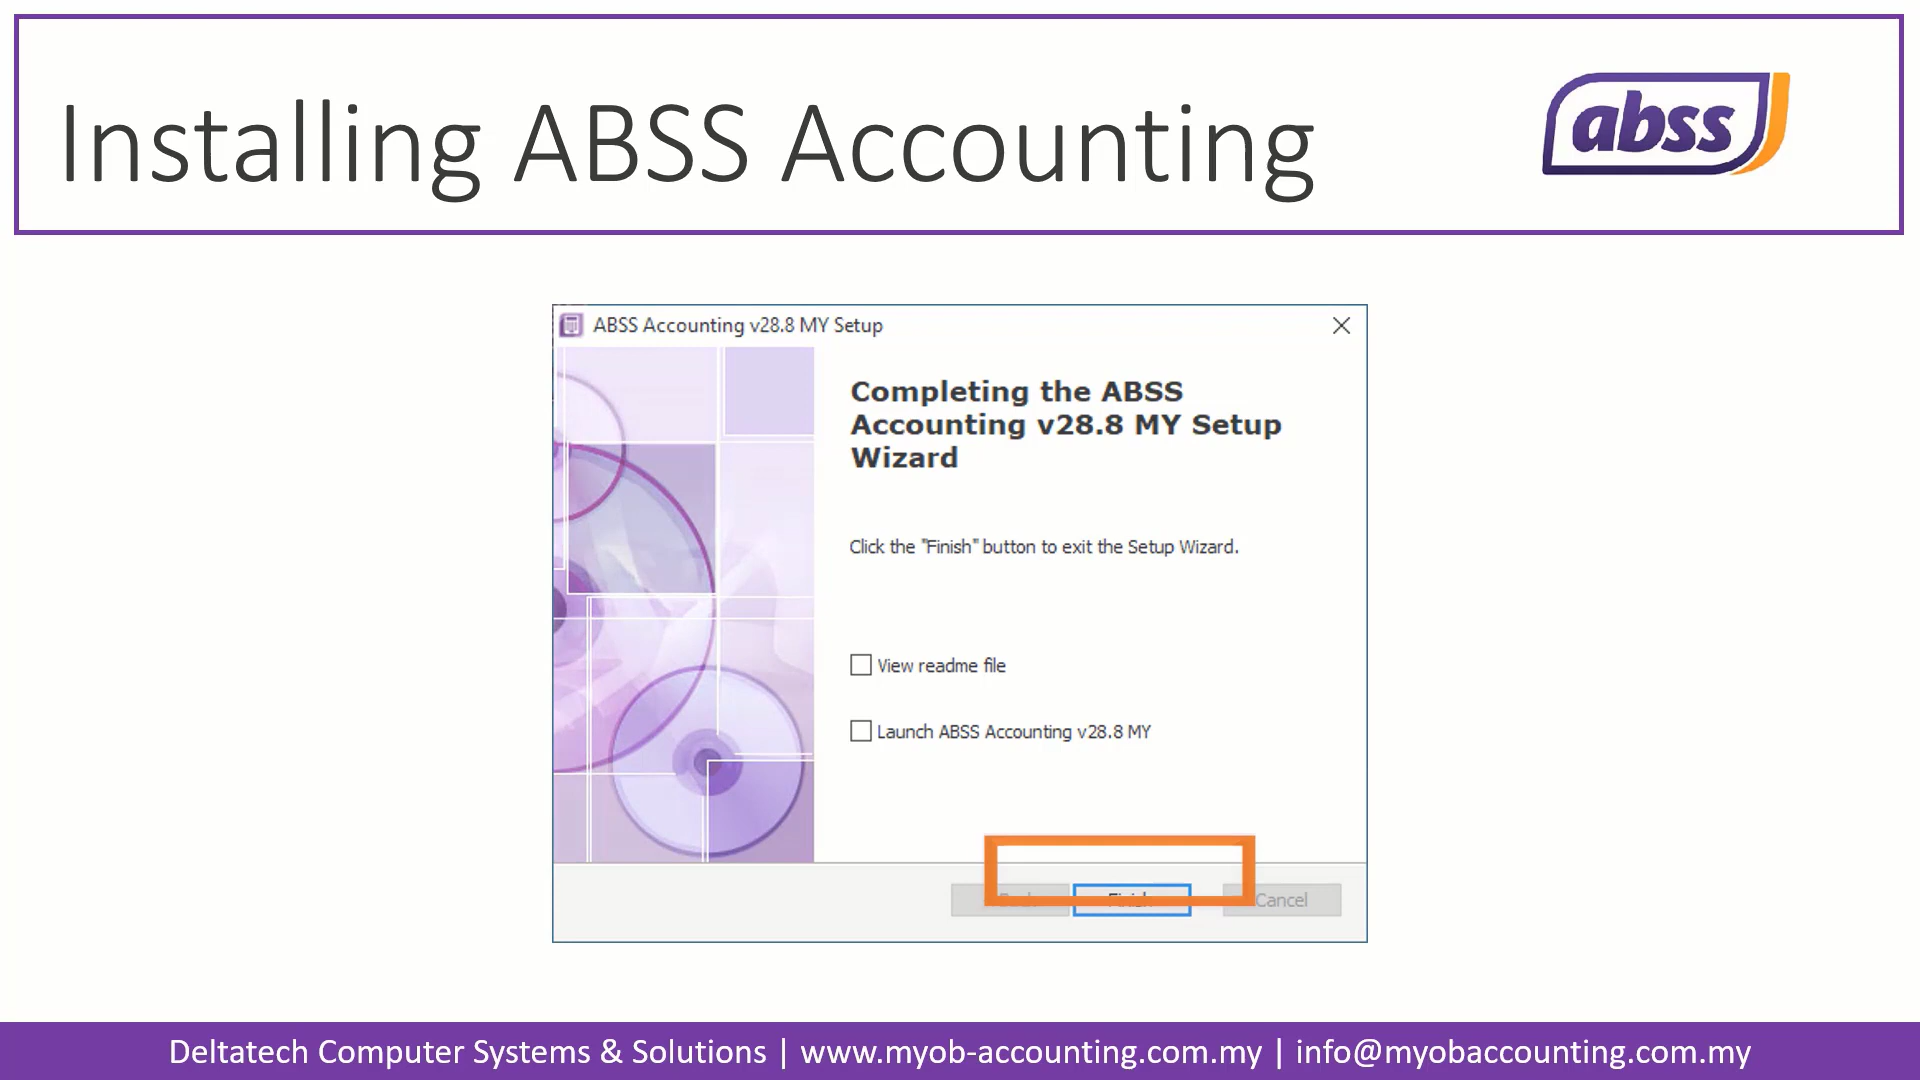 Installing ABSS Accounting
abss
ABSS Accounting v28.8 MY Setup
Completing the ABSS
Accounting v28.8 MY Setup
Wizard
Click the "Finish" button to exit the Setup Wizard.
View readme file
Launch ABSS Accounting v28.8 MY
Cancel
Deltatech Computer Systems & Solutions | www.myob-accounting.com.my | info@myobaccounting.com.my